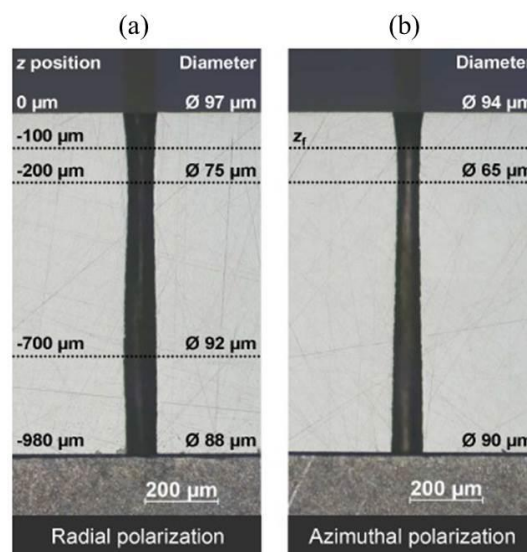 (a)
z position Diameter
0 µm Ø 97 µm
-100 µm
-200 µm Ø 75 µm
-700 µm Ø 92 µm
-980 µm Ø 88 µm
200 µm
Radial polarization
(b)
Diameter
Ø 94 µm
zf
Ø 65 µm
Ø 90 µm
200 µm
Azimuthal polarization